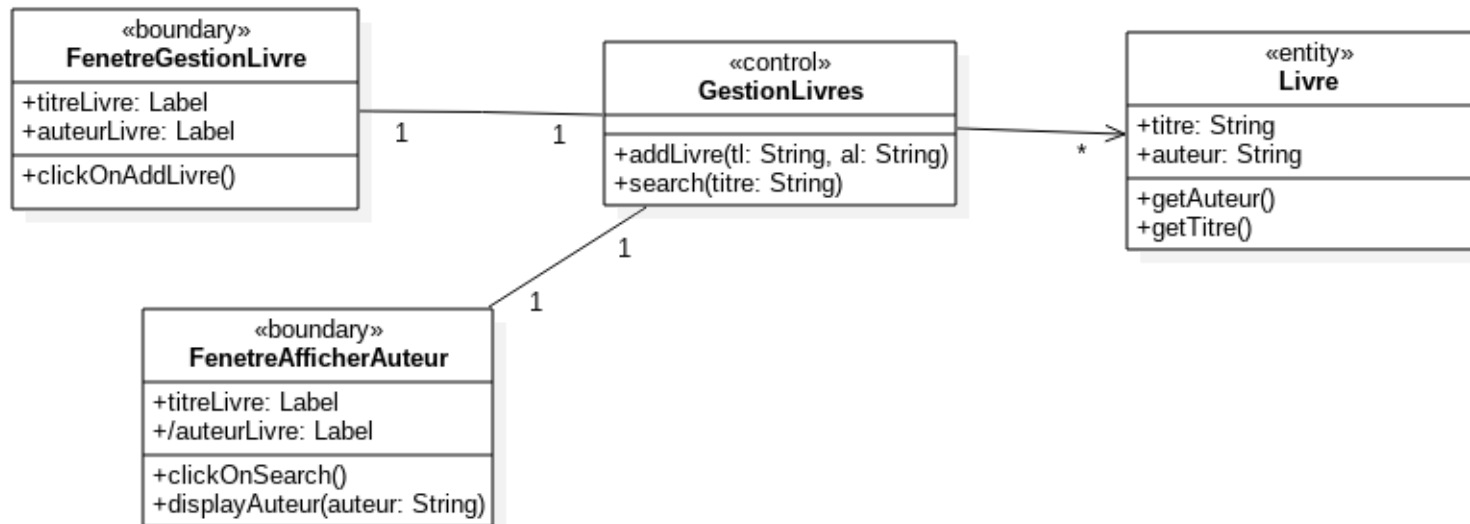 «boundary»
FenetreGestionLivre
+titreLivre: Label
+auteurLivre: Label
+clickOnAddLivre()
1
1
«control»
GestionLivres
+addLivre(tl: String, al: String)
+search(titre: String)
*
«entity»
Livre
+titre: String
+auteur: String
+getAuteur()
+getTitre()
1
1
«boundary»
FenetreAfficherAuteur
+titreLivre: Label
+/auteurLivre: Label
+clickOnSearch()
+displayAuteur(auteur: String)